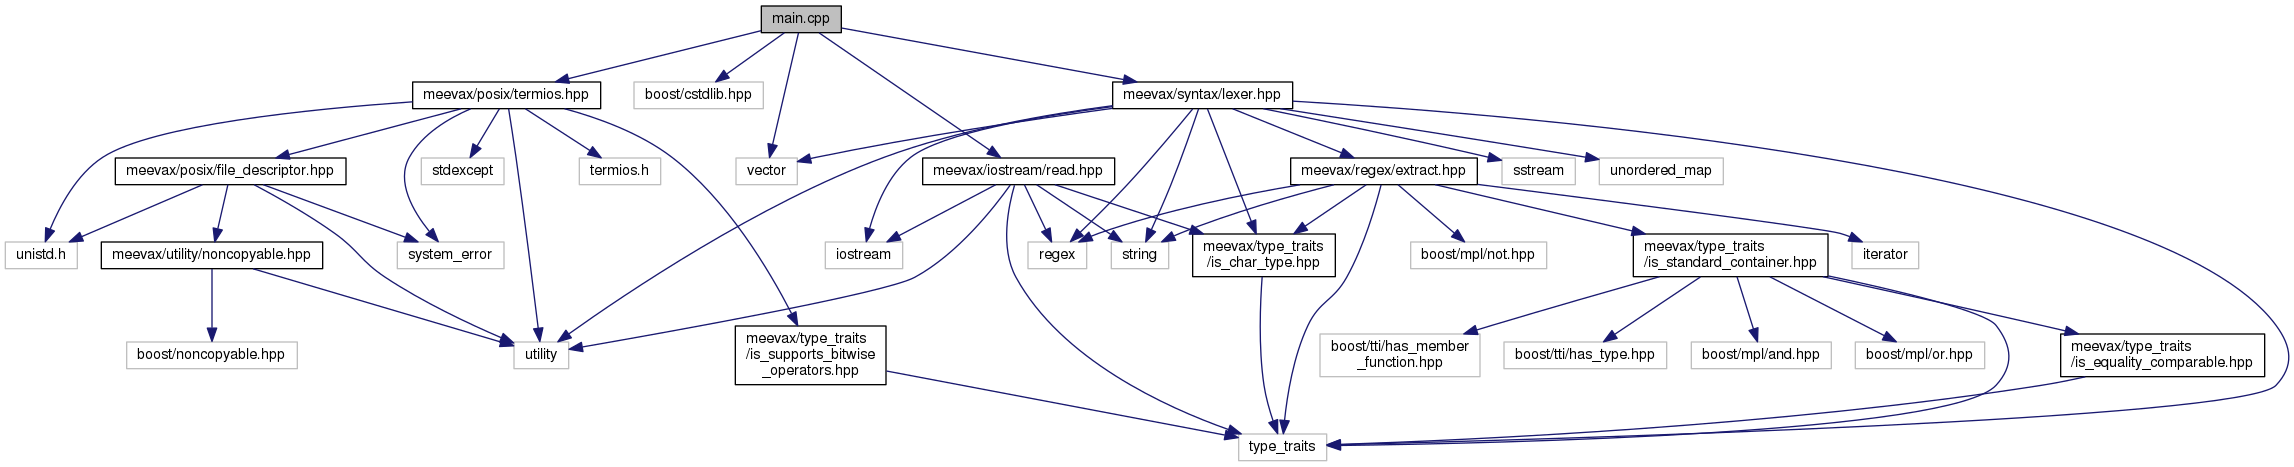 main.cpp
meevax/posix/termios.hpp
boost/cstdlib.hpp
meevax/syntax/lexer.hpp
meevax/posix/file_descriptor.hpp
stdexcept
termios.h
vector
meevax/iostream/read.hpp
meevax/regex/extract.hpp
sstream
unordered_map
unistd.h
meevax/utility/noncopyable.hpp
system_error
iostream
regex
string
meevax/type_traits
/is_char_type.hpp
boost/mpl/not.hpp
meevax/type_traits
/is_standard_container.hpp
iterator
boost/noncopyable.hpp
utility
meevax/type_traits
/is_supports_bitwise
_operators.hpp
boost/tti/has_member
_function.hpp
boost/tti/has_type.hpp
boost/mpl/and.hpp
boost/mpl/or.hpp
meevax/type_traits
/is_equality_comparable.hpp
type_traits